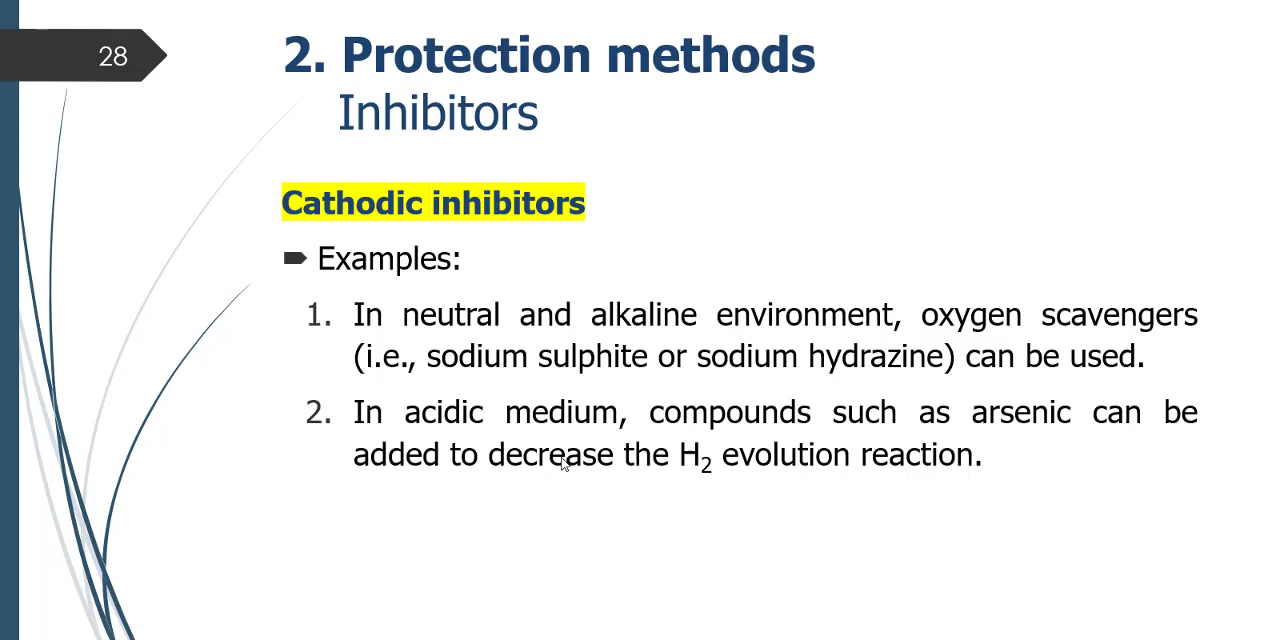 28
2. Protection methods
Inhibitors
Cathodic inhibitors
Examples:
1. In neutral and alkaline environment, oxygen scavengers
(i.e., sodium sulphite or sodium hydrazine) can be used.
2. In acidic medium, compounds such as arsenic can be
added to decrease the H₂ evolution reaction.